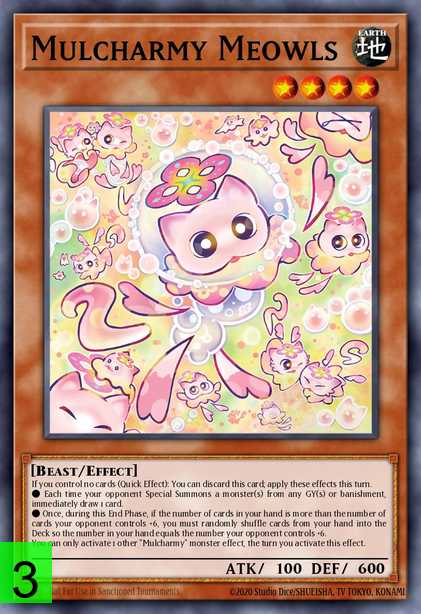 MULCHARMY MEOWLS
EARTH
地
[BEAST/EFFECT]
If you control no cards (Quick Effect): You can discard this card; apply these effects this turn.
● Each time your opponent Special Summons a monster(s) from any GY(s) or banishment,
immediately draw 1 card.
● Once, during this End Phase, if the number of cards in your hand is more than the number of
cards your opponent controls +6, you must randomly shuffle cards from your hand into the
Deck so the number in your hand equals the number your opponent controls +6.
You can only activate 1 other "Mulcharmy" monster effect, the turn you activate this effect.
ATK/ 100 DEF/ 600
3
For Use in Sanctioned Tournaments
©2020 Studio Dice/SHUEISHA, TV TOKYO, KONAMI